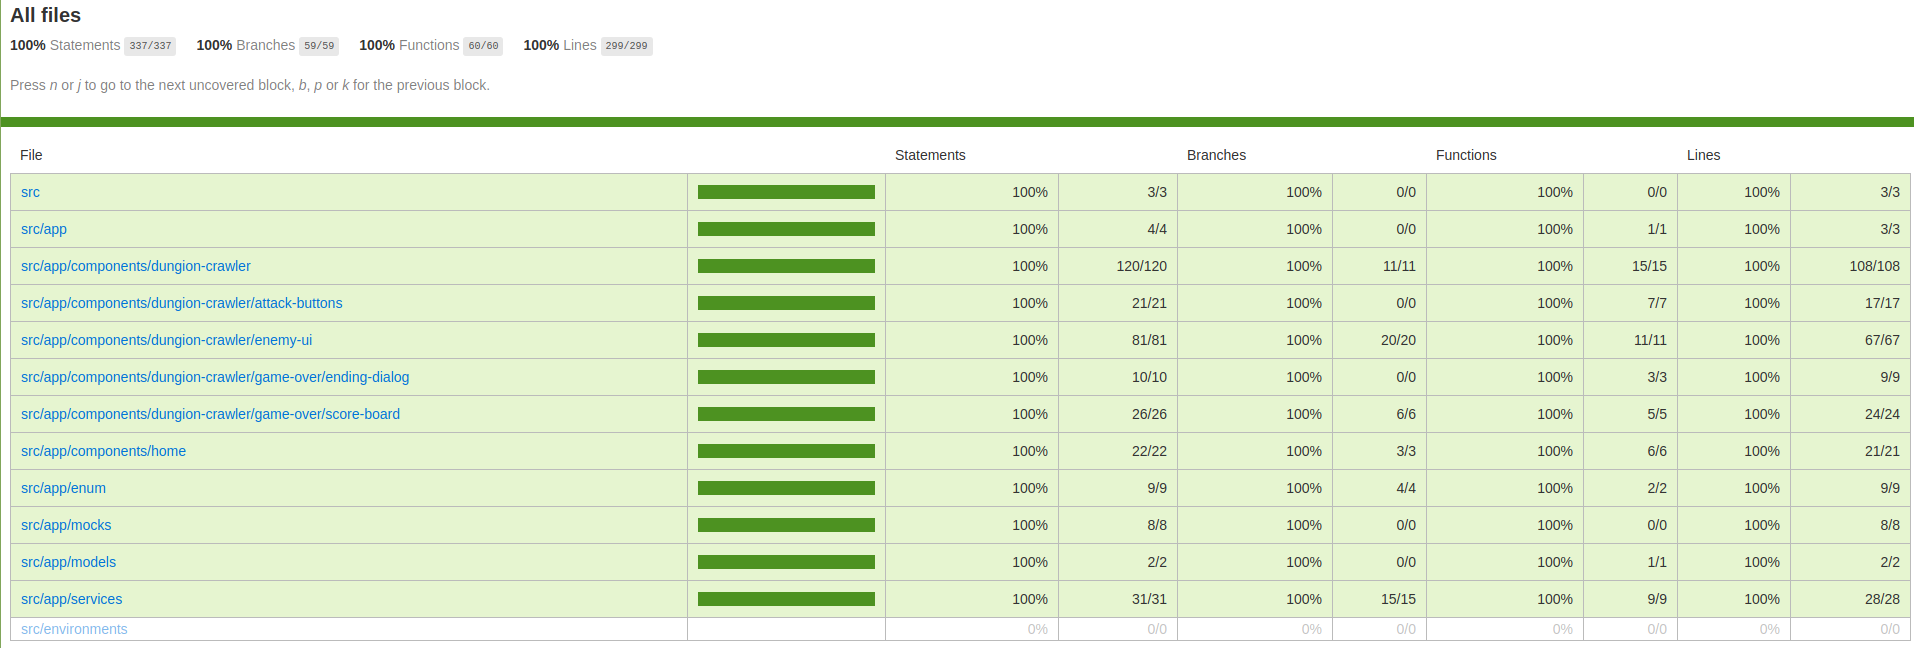 All files
100% Statements 337/337 100% Branches 59/59 100% Functions 60/60 100% Lines 299/299
Press n or j to go to the next uncovered block, b, p or k for the previous block.
File Statements Branches Functions Lines
src 100% 3/3 100% 0/0 100% 0/0 100% 3/3
src/app 100% 4/4 100% 0/0 100% 1/1 100% 3/3
src/app/components/dungion-crawler 100% 120/120 100% 11/11 100% 15/15 100% 108/108
src/app/components/dungion-crawler/attack-buttons 100% 21/21 100% 0/0 100% 7/7 100% 17/17
src/app/components/dungion-crawler/enemy-ui 100% 81/81 100% 20/20 100% 11/11 100% 67/67
src/app/components/dungion-crawler/game-over/ending-dialog 100% 10/10 100% 0/0 100% 3/3 100% 9/9
src/app/components/dungion-crawler/game-over/score-board 100% 26/26 100% 6/6 100% 5/5 100% 24/24
src/app/components/home 100% 22/22 100% 3/3 100% 6/6 100% 21/21
src/app/enum 100% 9/9 100% 4/4 100% 2/2 100% 9/9
src/app/mocks 100% 8/8 100% 0/0 100% 0/0 100% 8/8
src/app/models 100% 2/2 100% 0/0 100% 1/1 100% 2/2
src/app/services 100% 31/31 100% 15/15 100% 9/9 100% 28/28
src/environments 0% 0/0 0% 0/0 0% 0/0 0% 0/0